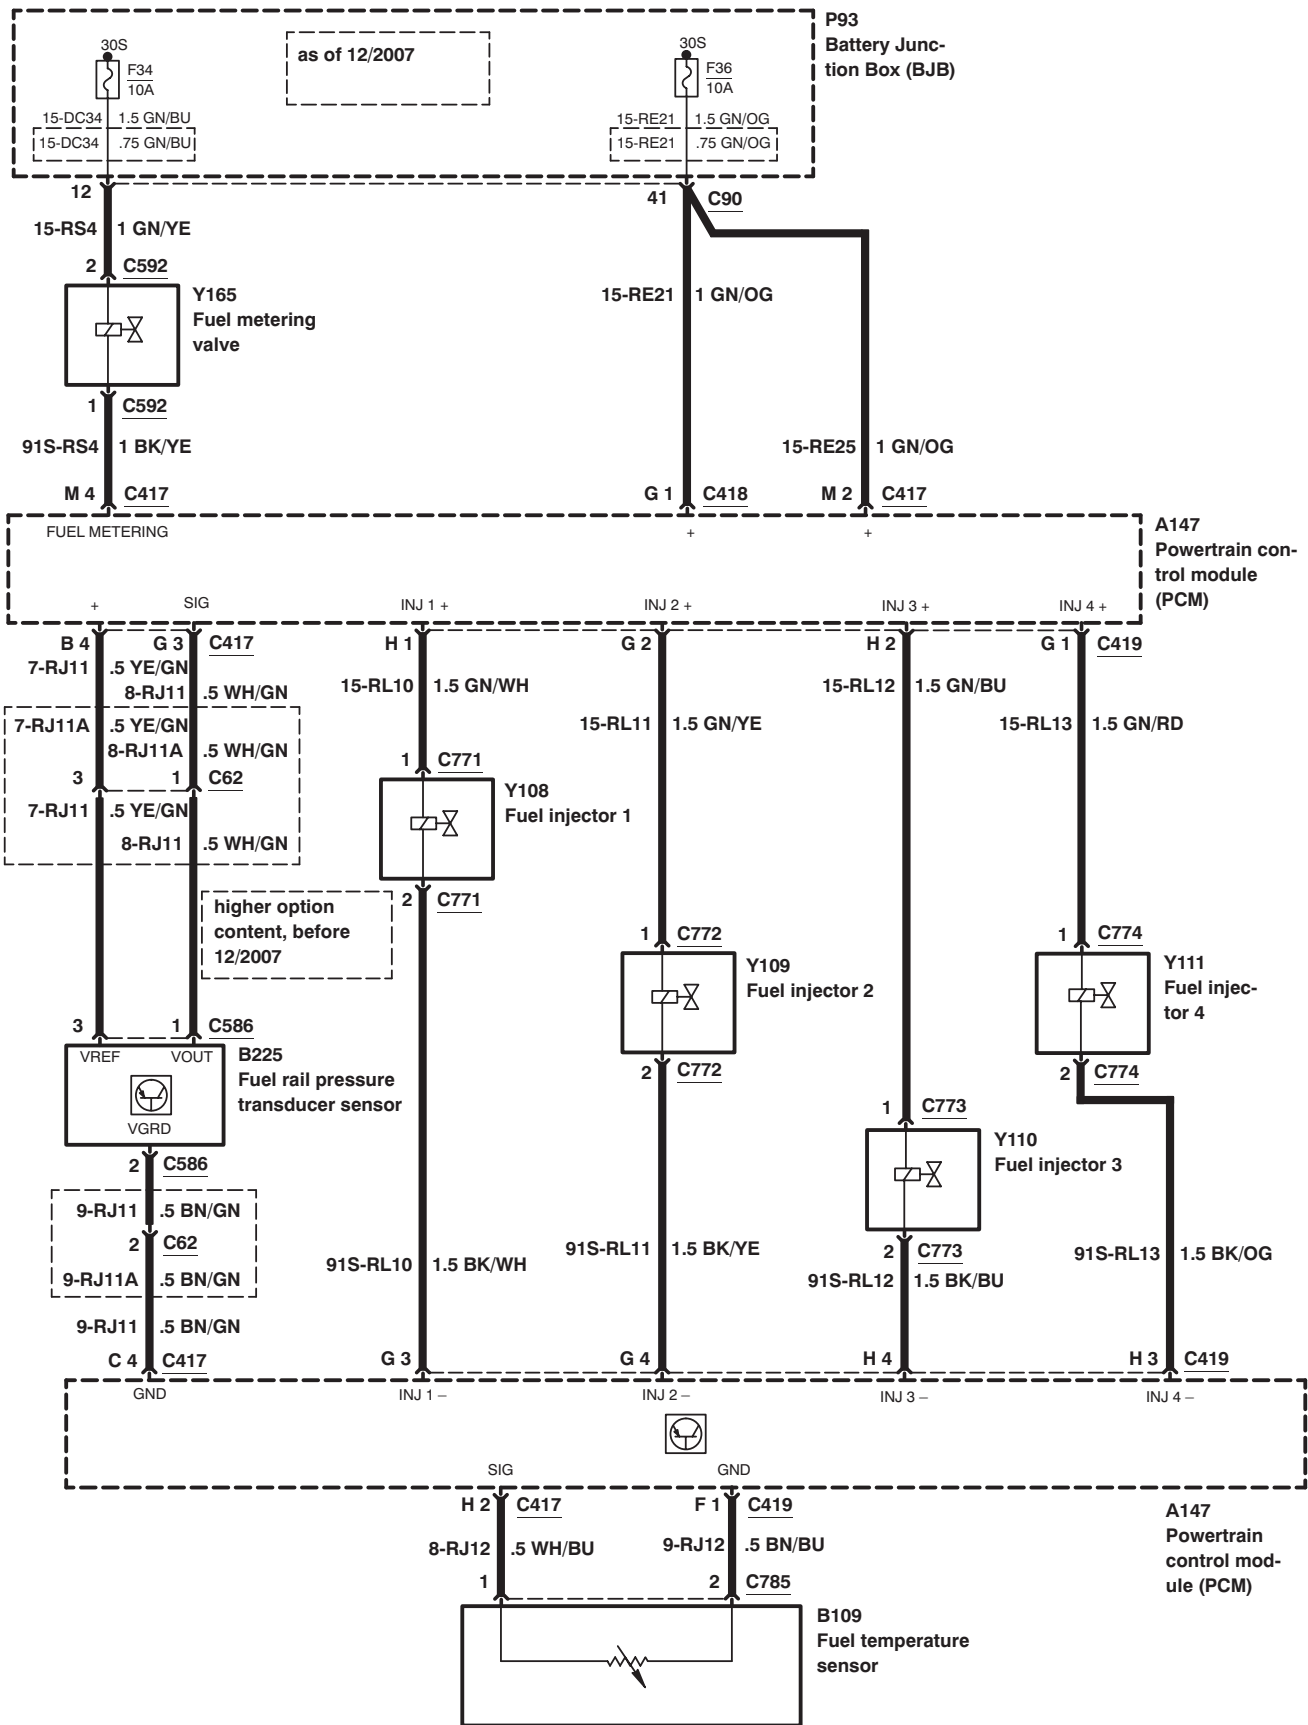 P93
Battery Junc-
tion Box (BJB)
30S
F34
10A
as of 12/2007
30S
F36
10A
15-DC34 1.5 GN/BU
15-DC34 .75 GN/BU
15-RE21 1.5 GN/OG
15-RE21 .75 GN/OG
12
41 C90
15-RS4 1 GN/YE
2 C592
Y165
Fuel metering
valve
15-RE21 1 GN/OG
1 C592
91S-RS4 1 BK/YE
15-RE25 1 GN/OG
M 4 C417
G 1 C418
M 2 C417
FUEL METERING
+
+
A147
Powertrain con-
trol module
(PCM)
+
SIG
INJ 1 +
INJ 2 +
INJ 3 +
INJ 4 +
B 4
G 3 C417
H 1
G 2
H 2
G 1 C419
7-RJ11 .5 YE/GN
8-RJ11 .5 WH/GN
15-RL10 1.5 GN/WH
15-RL12 1.5 GN/BU
7-RJ11A .5 YE/GN
8-RJ11A .5 WH/GN
15-RL11 1.5 GN/YE
15-RL13 1.5 GN/RD
3
1 C62
1 C771
Y108
Fuel injector 1
7-RJ11 .5 YE/GN
8-RJ11 .5 WH/GN
2 C771
higher option
content, before
12/2007
1 C772
Y109
Fuel injector 2
1 C774
Y111
Fuel injec-
tor 4
3
1 C586
VREF
VOUT
B225
Fuel rail pressure
transducer sensor
VGRD
2 C772
2 C774
1 C773
Y110
Fuel injector 3
2 C586
9-RJ11 .5 BN/GN
2 C62
9-RJ11A .5 BN/GN
91S-RL10 1.5 BK/WH
91S-RL11 1.5 BK/YE
2 C773
91S-RL12 1.5 BK/BU
91S-RL13 1.5 BK/OG
9-RJ11 .5 BN/GN
C 4 C417
G 3
G 4
H 4
H 3 C419
GND
INJ 1 –
INJ 2 –
INJ 3 –
INJ 4 –
SIG
GND
H 2 C417
F 1 C419
A147
Powertrain
control mod-
ule (PCM)
8-RJ12 .5 WH/BU
9-RJ12 .5 BN/BU
1
2 C785
B109
Fuel temperature
sensor